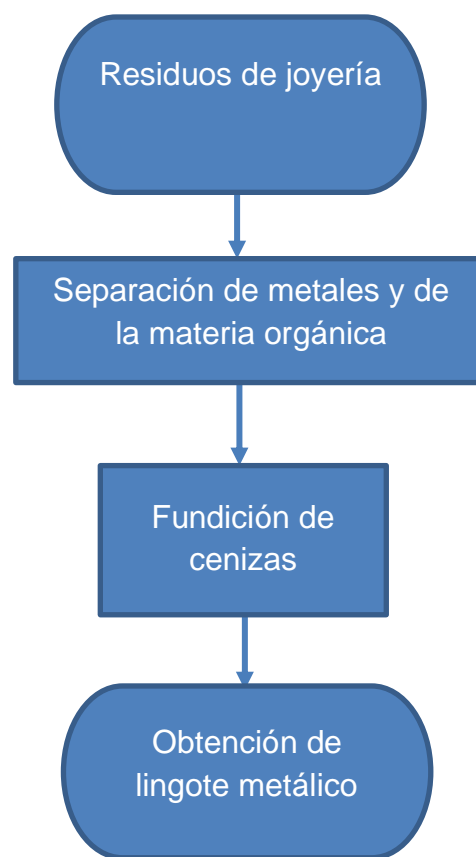 Residuos de joyería
Separación de metales y de
la materia orgánica
Fundición de
cenizas
Obtención de
lingote metálico